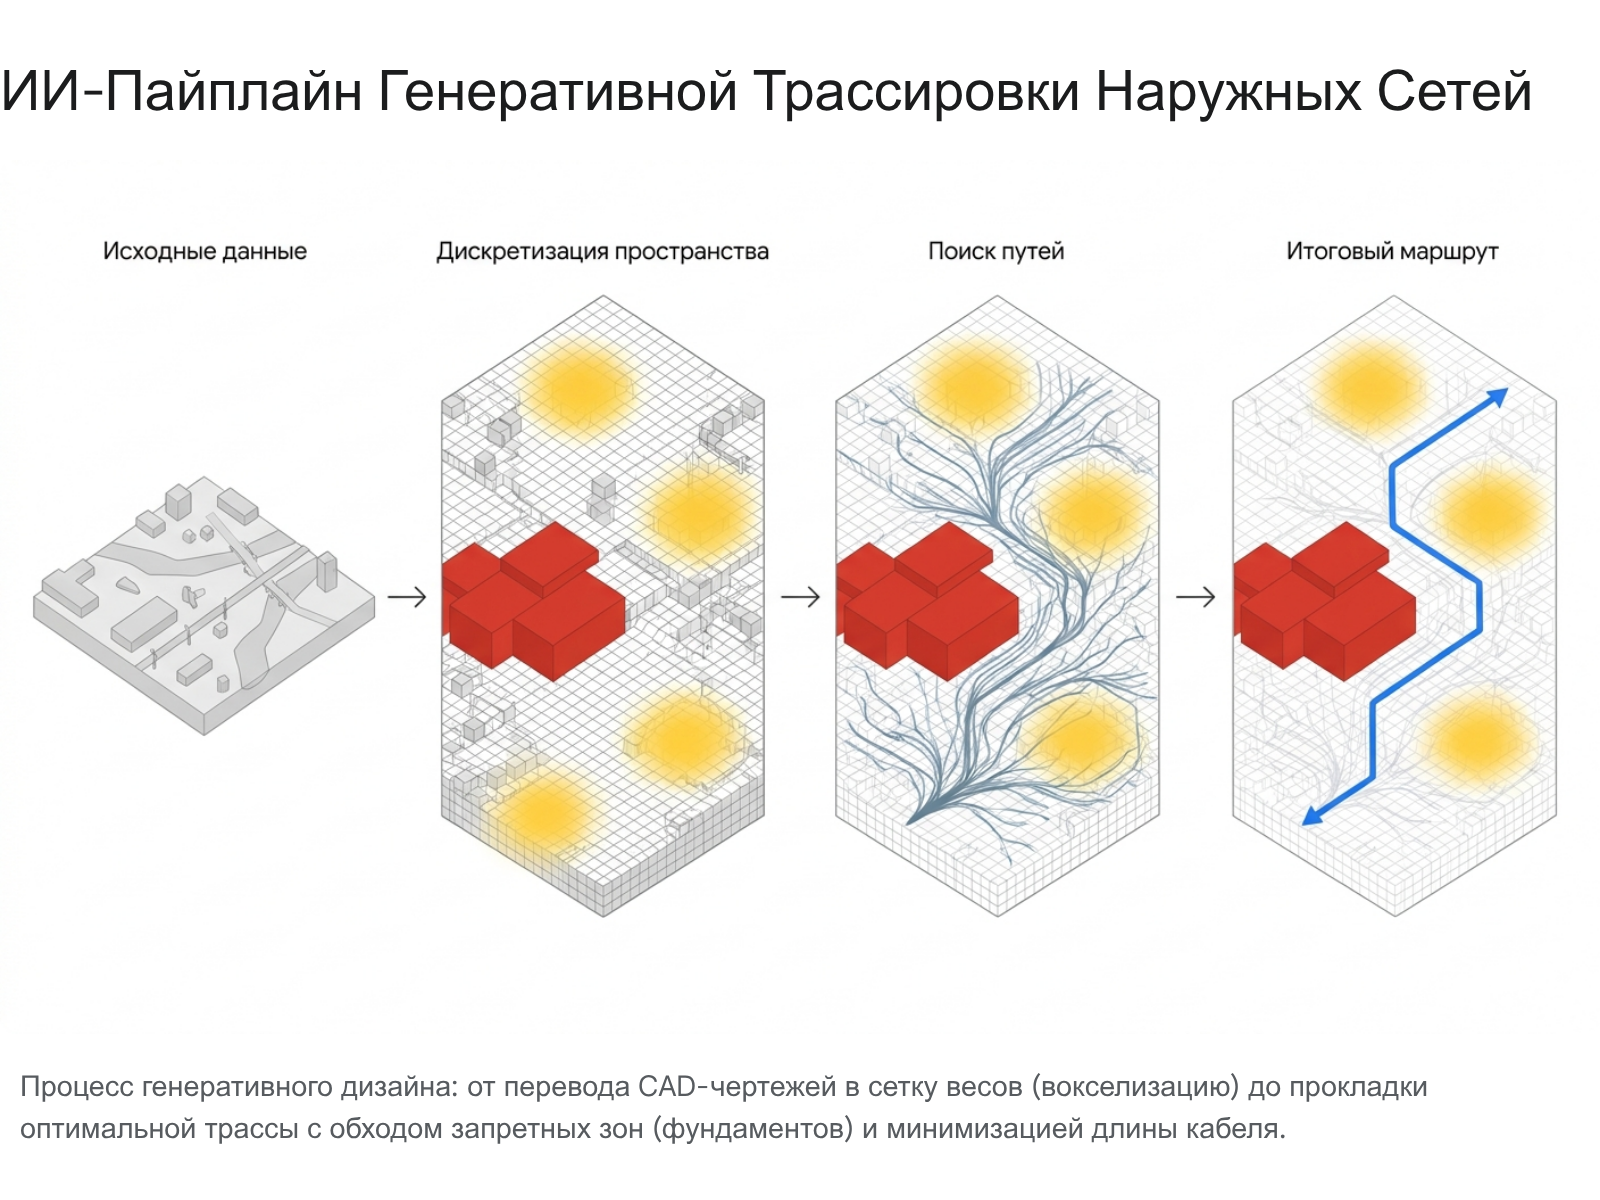 ИИ-Пайплайн Генеративной Трассировки Наружных Сетей
Исходные данные
Дискретизация пространства
Поиск путей
Итоговый маршрут
Процесс генеративного дизайна: от перевода CAD-чертежей в сетку весов (вокселизацию) до прокладки
оптимальной трассы с обходом запретных зон (фундаментов) и минимизацией длины кабеля.